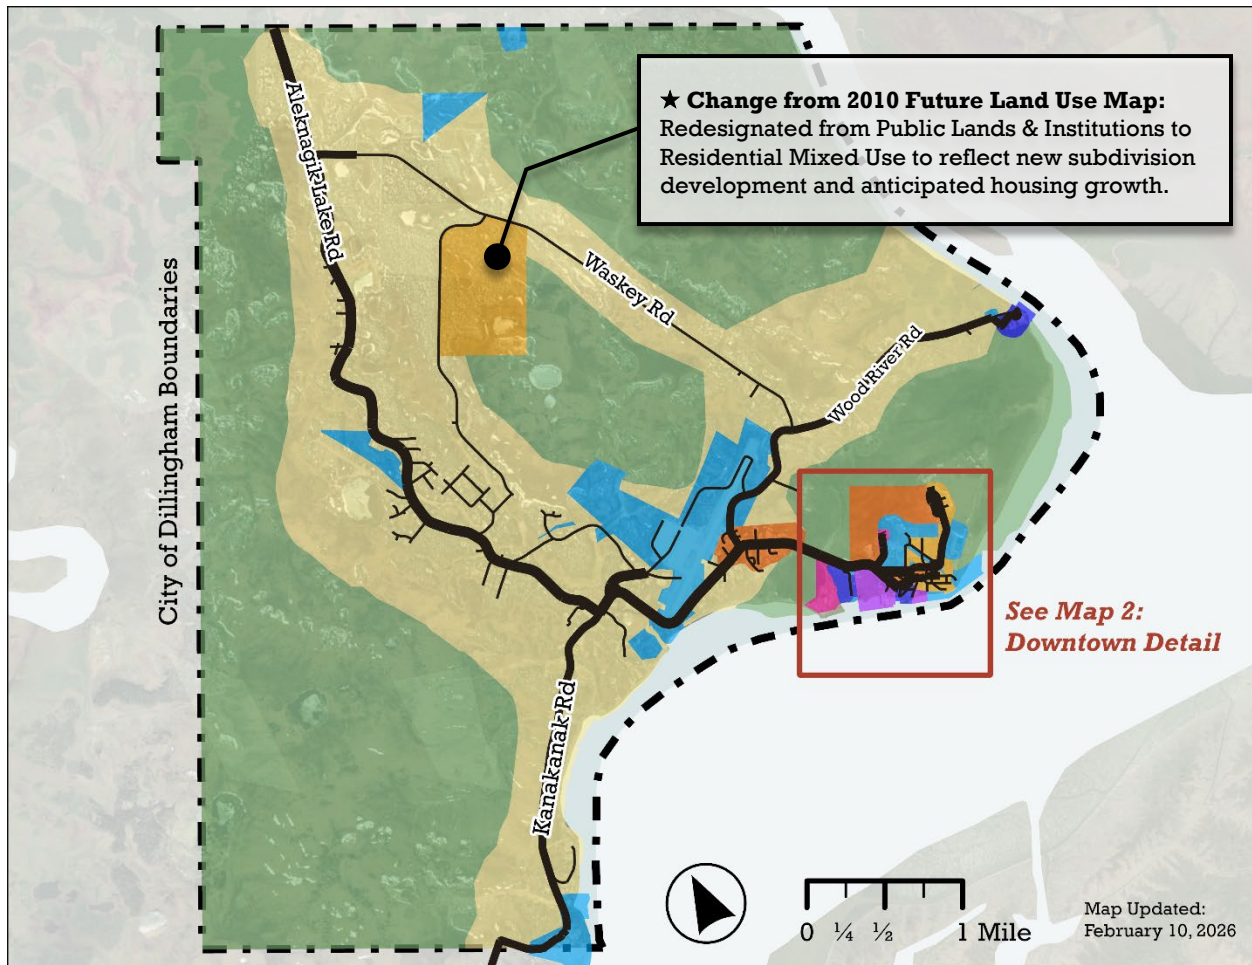 ★ Change from 2010 Future Land Use Map:
Redesignated from Public Lands & Institutions to
Residential Mixed Use to reflect new subdivision
development and anticipated housing growth.
Aleknagik Lake Rd
City of Dillingham Boundaries
Waskey Rd
Wood River Rd
See Map 2:
Downtown Detail
Kanakanak Rd
0 ¼ ½ 1 Mile
Map Updated:
February 10, 2026